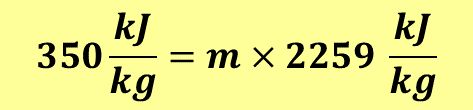 350 kJ/kg = m × 2259 kJ/kg